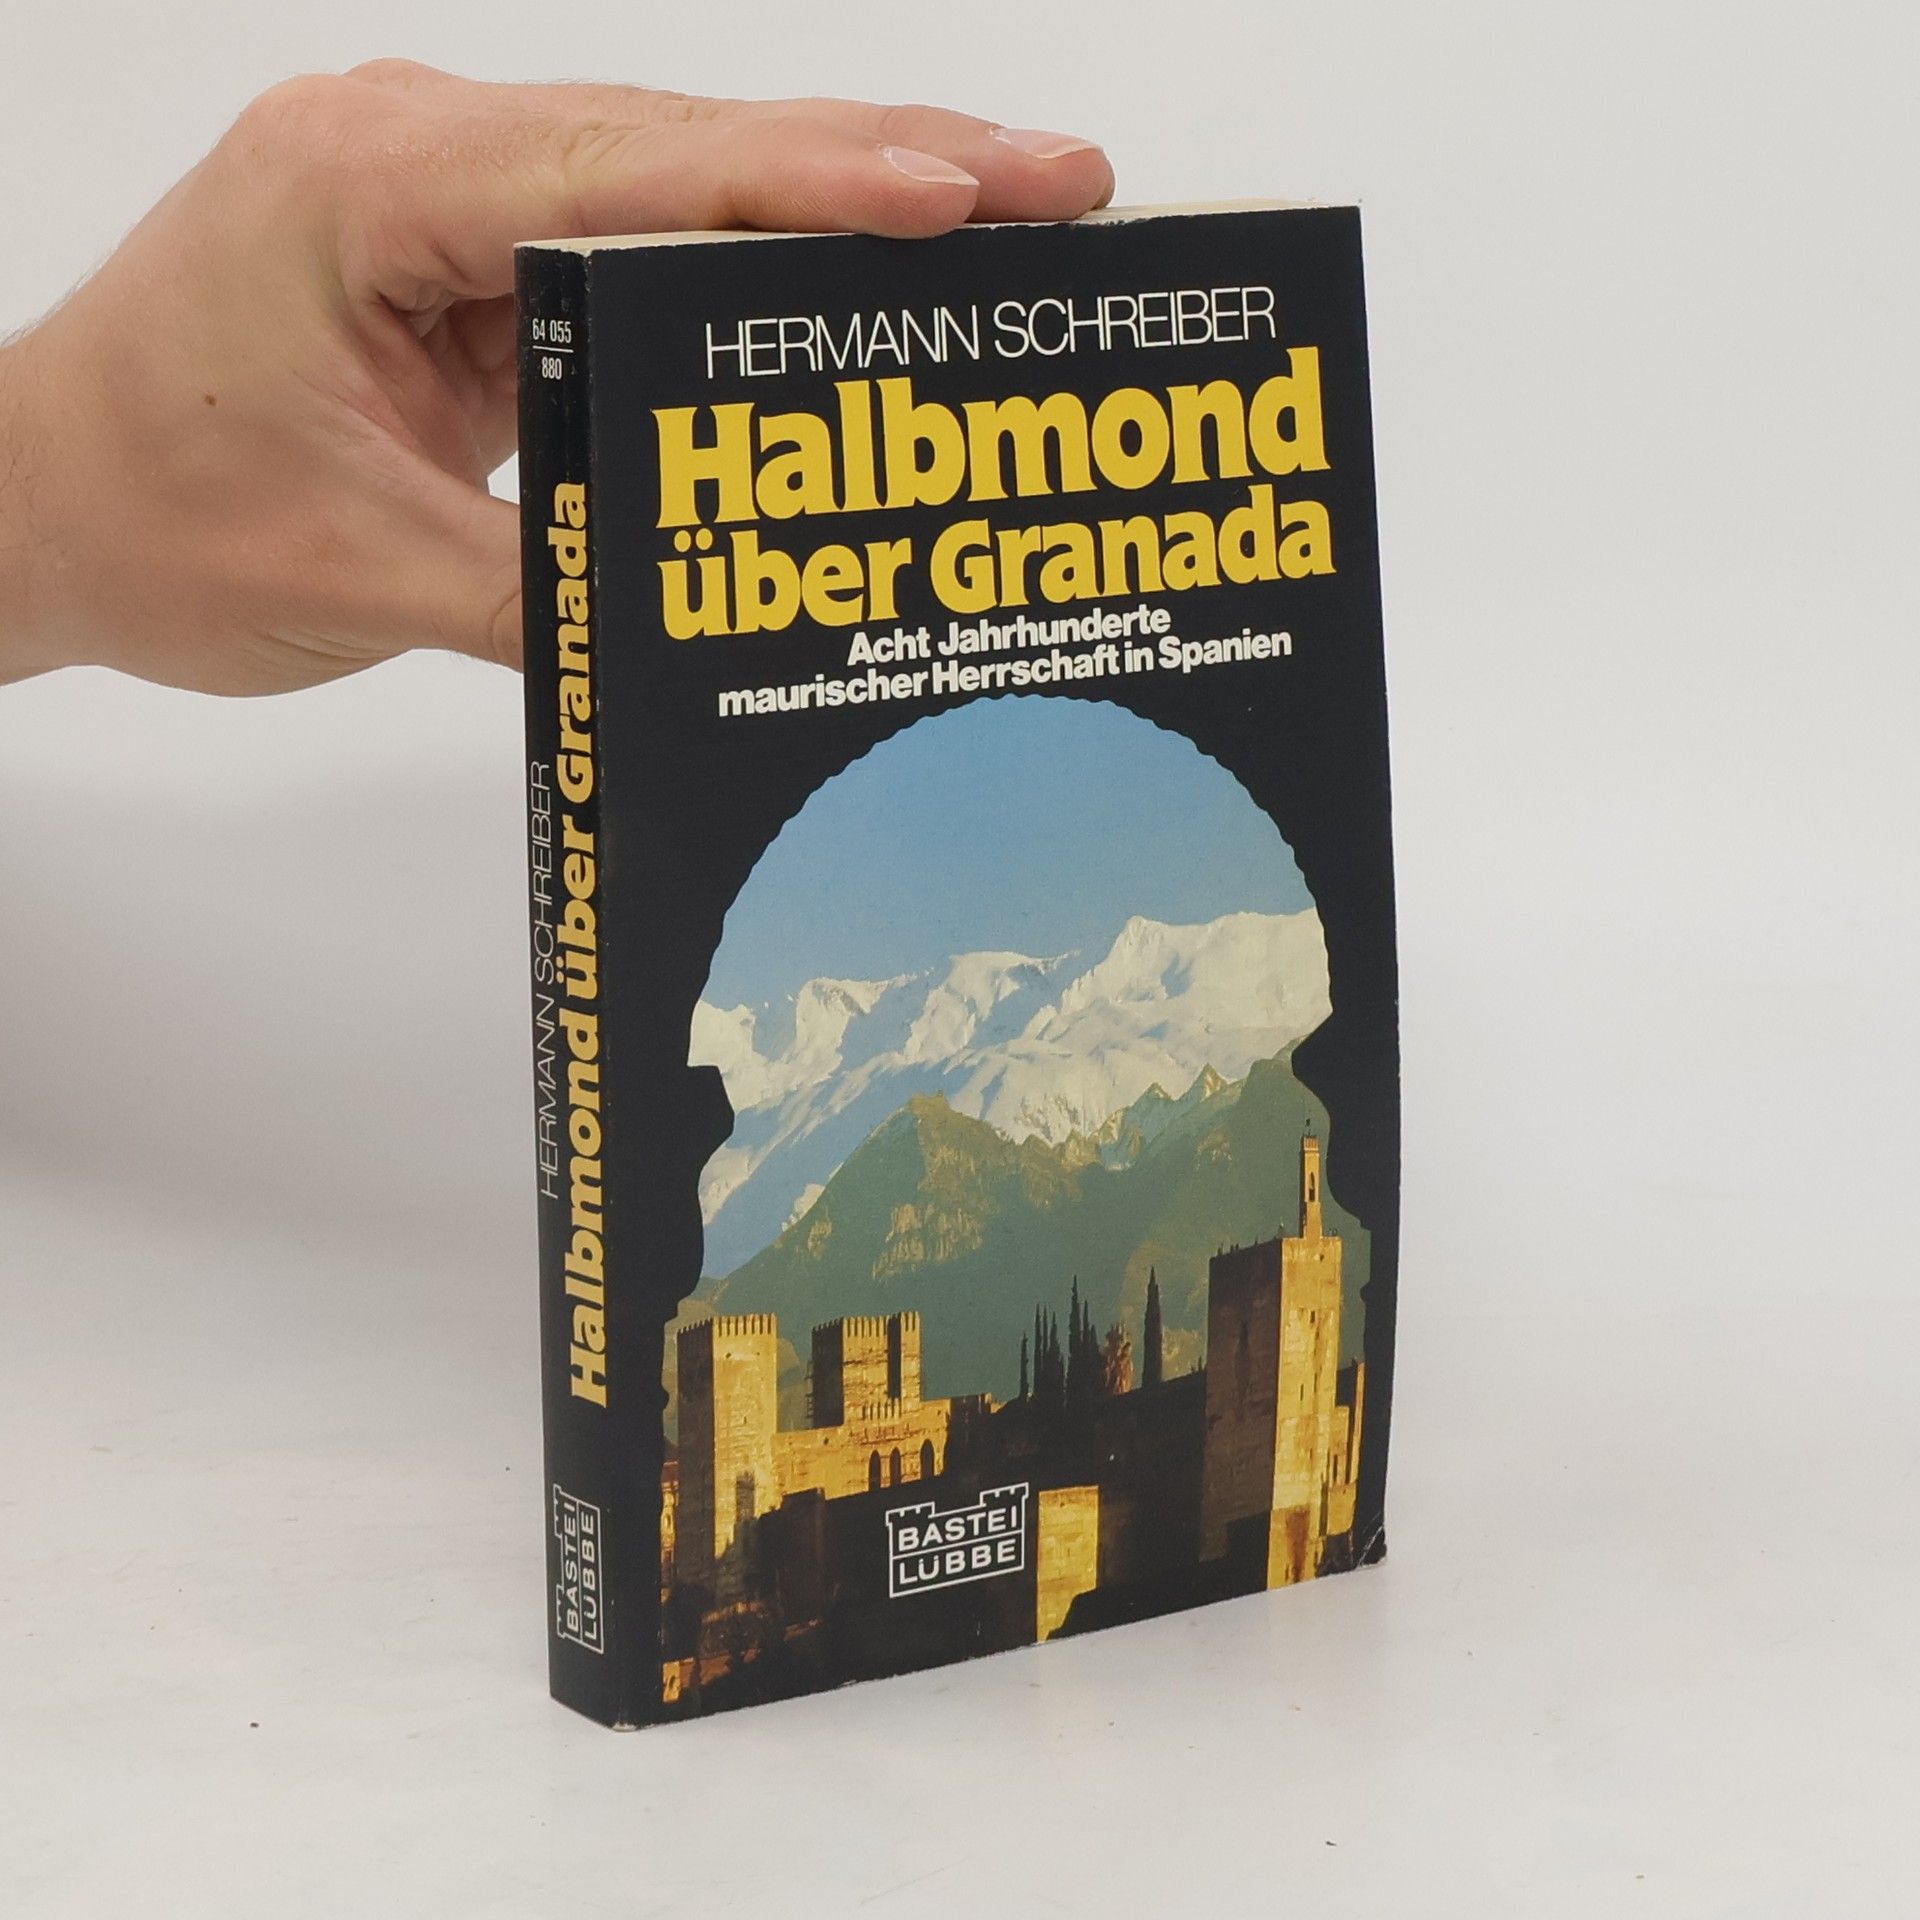 64 055
880
HERMANN SCHREIBER
Halbmond über Granada
BASTEI
LÜBBE
HERMANN SCHREIBER
Halbmond
über Granada
Acht Jahrhunderte
maurischer Herrschaft in Spanien
BASTEI
LÜBBE